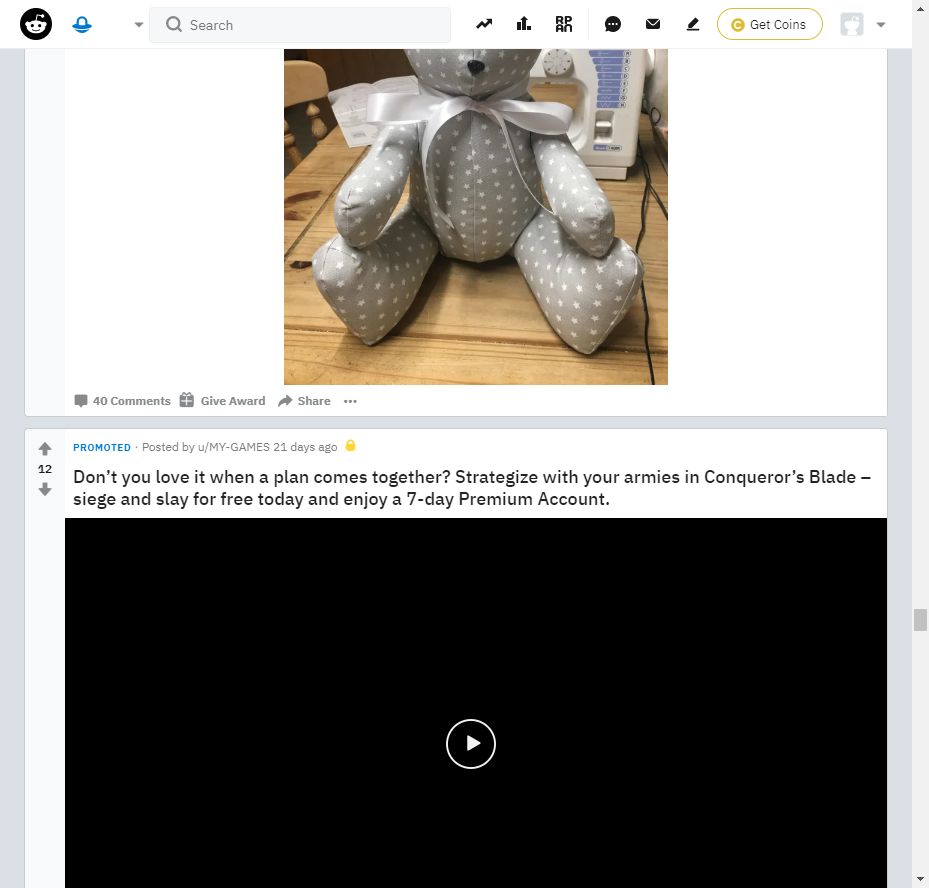 Search
RP
AN
Get Coins
40 Comments Give Award Share
PROMOTED · Posted by u/MY-GAMES 21 days ago
12
Don’t you love it when a plan comes together? Strategize with your armies in Conqueror’s Blade –
siege and slay for free today and enjoy a 7-day Premium Account.